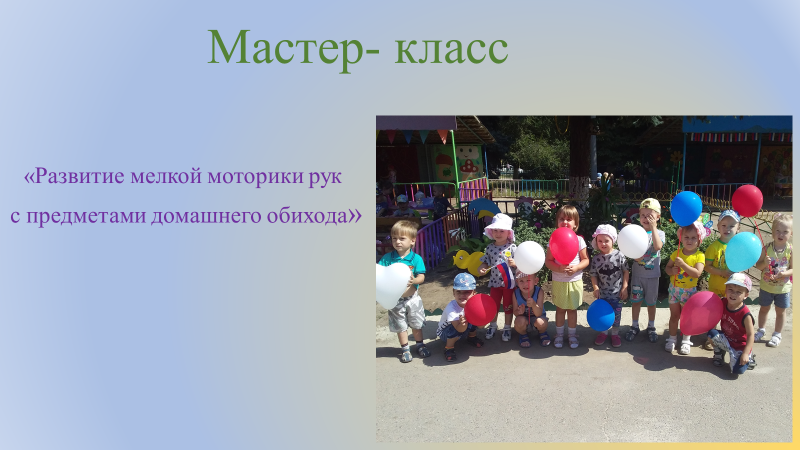 Мастер- класс
«Развитие мелкой моторики рук
с предметами домашнего обихода»